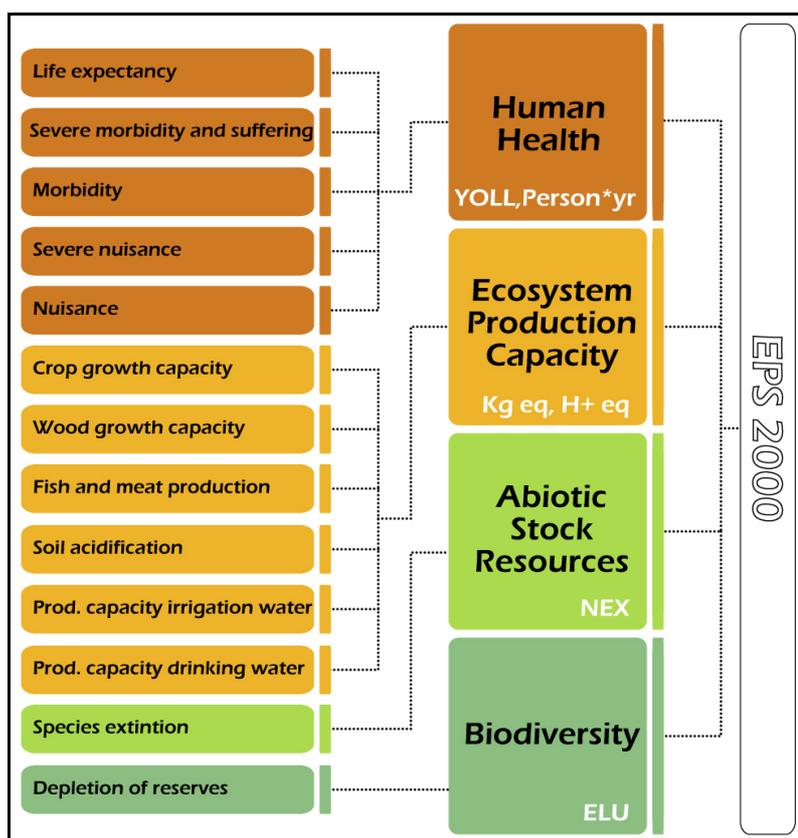 Life expectancy
Severe morbidity and suffering
Morbidity
Severe nuisance
Nuisance
Crop growth capacity
Wood growth capacity
Fish and meat production
Soil acidification
Prod. capacity irrigation water
Prod. capacity drinking water
Species extintion
Depletion of reserves
Human
Health
YOLL,Person*yr
Ecosystem
Production
Capacity
Kg eq, H+ eq
Abiotic
Stock
Resources
NEX
Biodiversity
ELU
EPS 2000